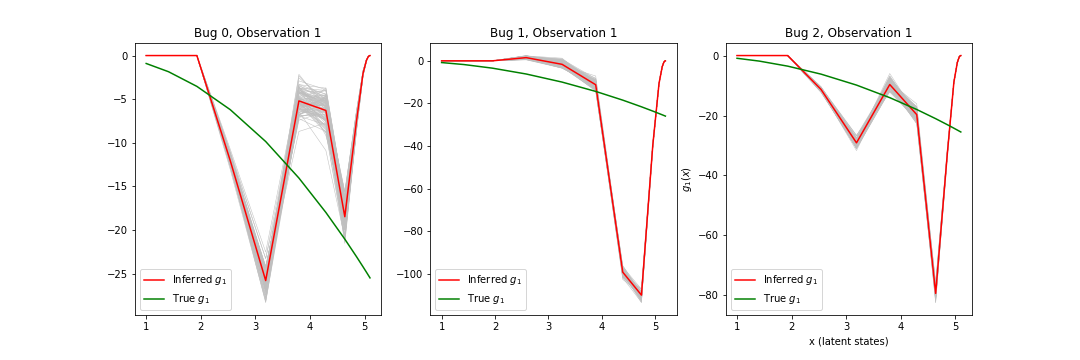 Bug 0, Observation 1
0
−5
−10
−15
−20
−25
1 2 3 4 5
Inferred g₁
True g₁
Bug 1, Observation 1
0
−20
−40
−60
−80
−100
1 2 3 4 5
Inferred g₁
True g₁
Bug 2, Observation 1
g₁(x)
0
−20
−40
−60
−80
1 2 3 4 5
x (latent states)
Inferred g₁
True g₁